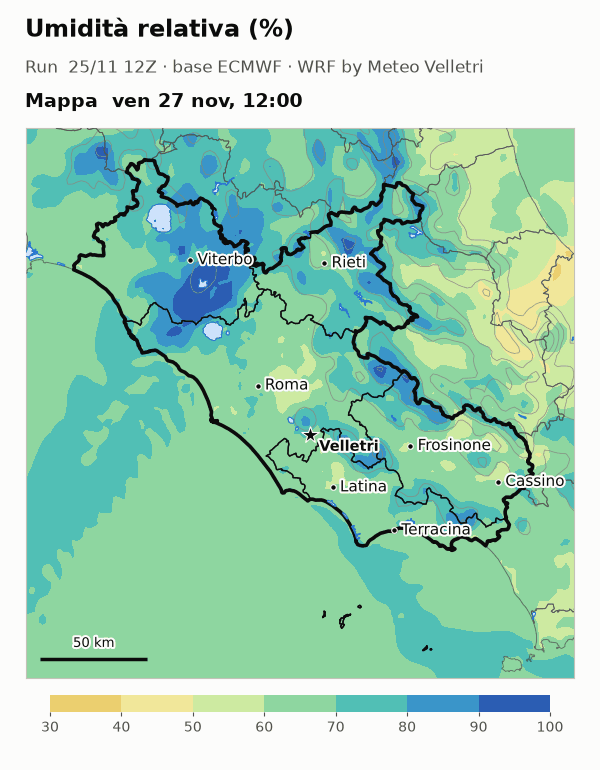 Umidità relativa (%)
Run  25/11 12Z · base ECMWF · WRF by Meteo Velletri
Mappa  ven 27 nov, 12:00
Viterbo
Rieti
Roma
Velletri
Frosinone
Cassino
Latina
Terracina
50 km
30 40 50 60 70 80 90 100